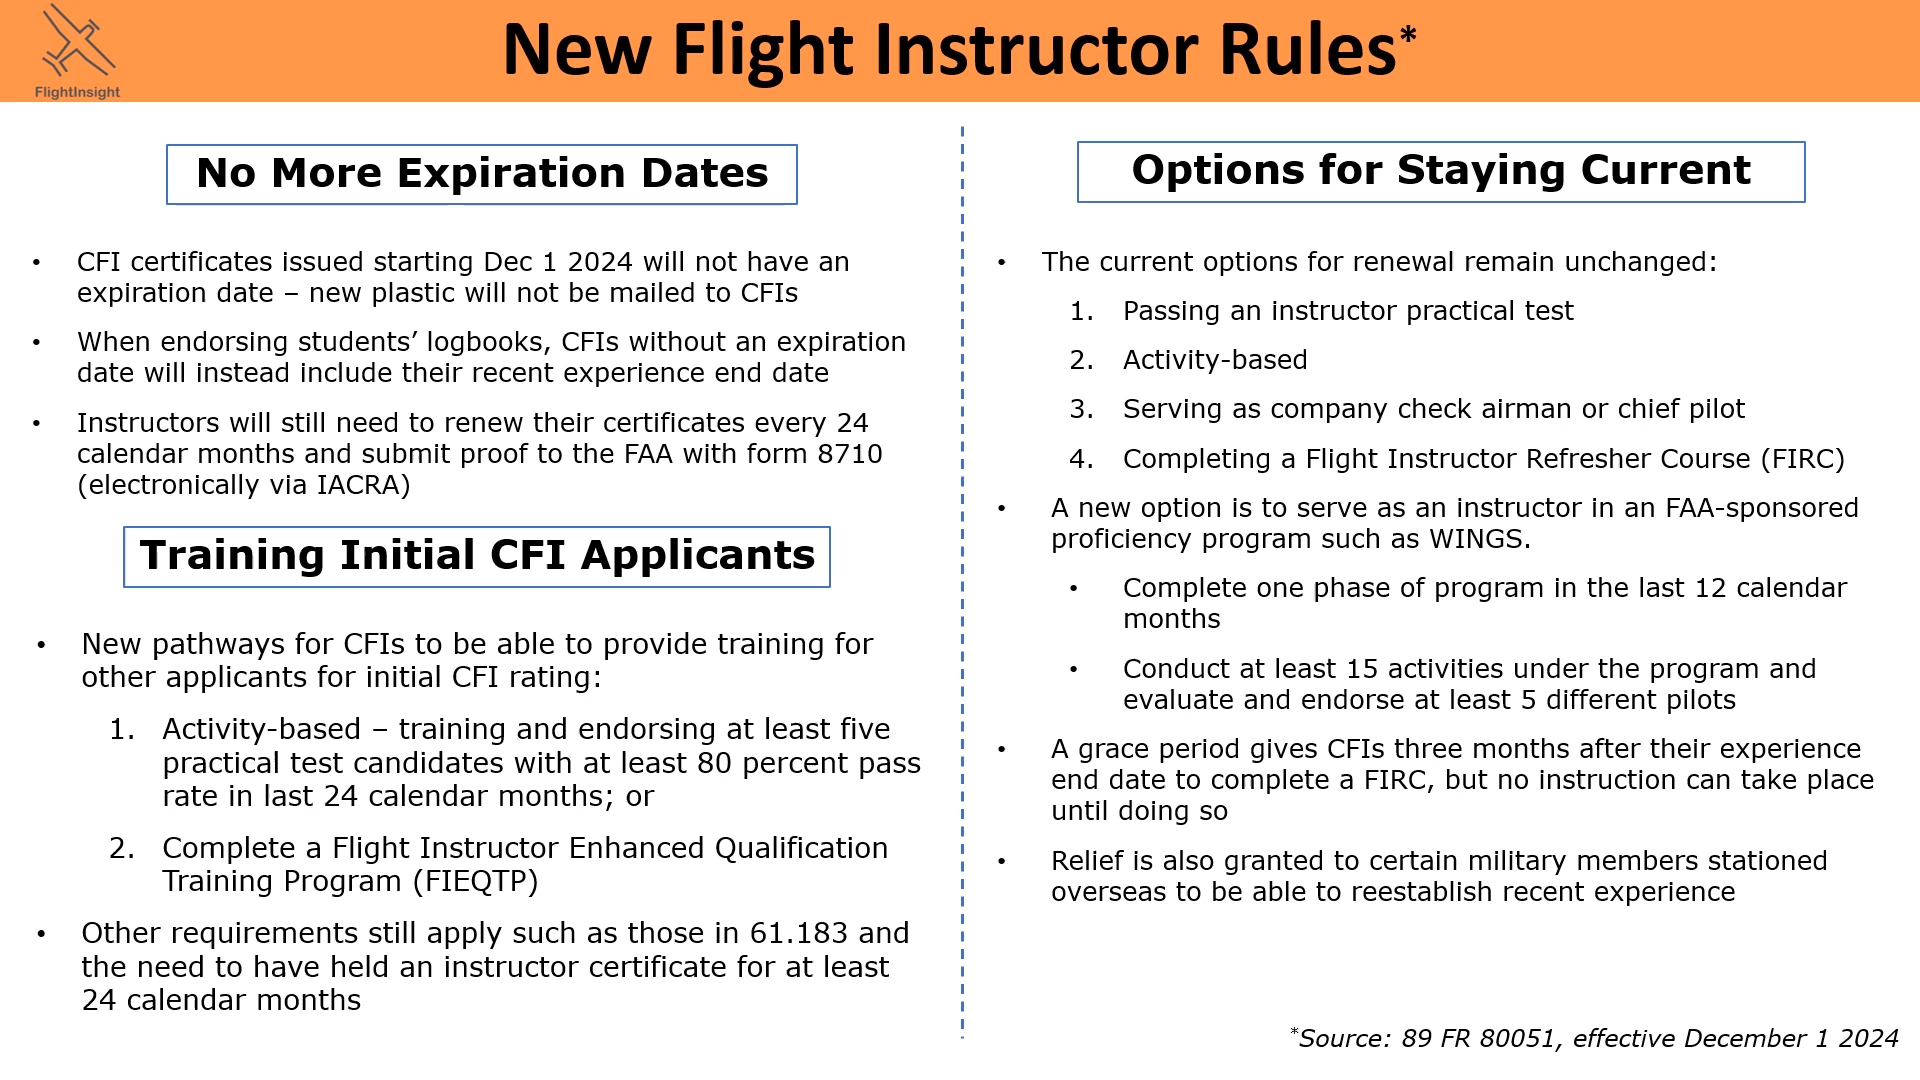 FlightInsight
New Flight Instructor Rules*
No More Expiration Dates
• CFI certificates issued starting Dec 1 2024 will not have an
expiration date – new plastic will not be mailed to CFIs
• When endorsing students’ logbooks, CFIs without an expiration
date will instead include their recent experience end date
• Instructors will still need to renew their certificates every 24
calendar months and submit proof to the FAA with form 8710
(electronically via IACRA)
Training Initial CFI Applicants
• New pathways for CFIs to be able to provide training for
other applicants for initial CFI rating:
1. Activity-based – training and endorsing at least five
practical test candidates with at least 80 percent pass
rate in last 24 calendar months; or
2. Complete a Flight Instructor Enhanced Qualification
Training Program (FIEQTP)
• Other requirements still apply such as those in 61.183 and
the need to have held an instructor certificate for at least
24 calendar months
Options for Staying Current
• The current options for renewal remain unchanged:
1. Passing an instructor practical test
2. Activity-based
3. Serving as company check airman or chief pilot
4. Completing a Flight Instructor Refresher Course (FIRC)
• A new option is to serve as an instructor in an FAA-sponsored
proficiency program such as WINGS.
• Complete one phase of program in the last 12 calendar
months
• Conduct at least 15 activities under the program and
evaluate and endorse at least 5 different pilots
• A grace period gives CFIs three months after their experience
end date to complete a FIRC, but no instruction can take place
until doing so
• Relief is also granted to certain military members stationed
overseas to be able to reestablish recent experience
*Source: 89 FR 80051, effective December 1 2024